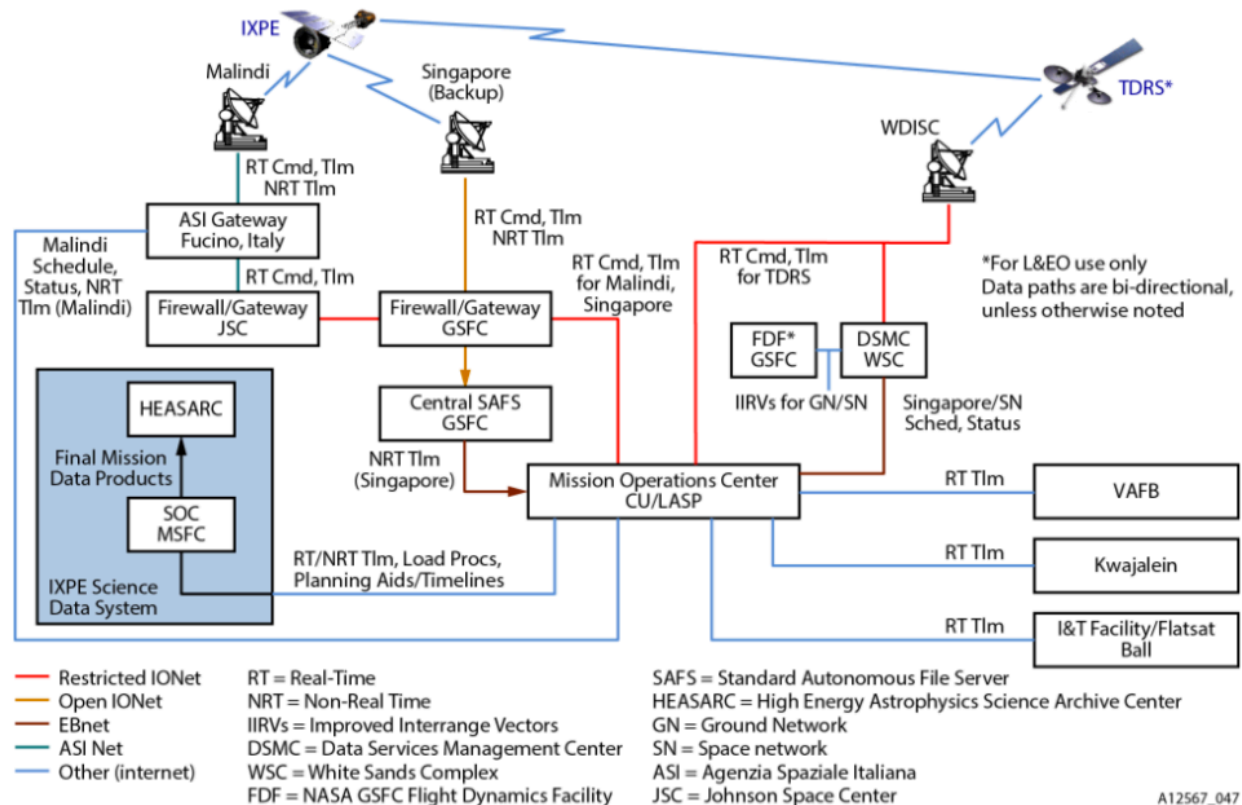 IXPE
Malindi
Singapore
(Backup)
TDRS*
WDISC
RT Cmd, Tlm
NRT Tlm
ASI Gateway
Fucino, Italy
RT Cmd, Tlm
NRT Tlm
Malindi
Schedule,
Status, NRT
Tlm (Malindi)
RT Cmd, Tlm
RT Cmd, Tlm
for Malindi,
Singapore
RT Cmd, Tlm
for TDRS
*For L&EO use only
Data paths are bi-directional,
unless otherwise noted
Firewall/Gateway
JSC
Firewall/Gateway
GSFC
FDF*
GSFC
DSMC
WSC
IIRVs for GN/SN
Singapore/SN
Sched, Status
HEASARC
Central SAFS
GSFC
Final Mission
Data Products
NRT Tlm
(Singapore)
Mission Operations Center
CU/LASP
RT Tlm
VAFB
SOC
MSFC
RT/NRT Tlm, Load Procs,
Planning Aids/Timelines
RT Tlm
Kwajalein
IXPE Science
Data System
RT Tlm
I&T Facility/Flatsat
Ball
Restricted IONet
Open IONet
EBnet
ASI Net
Other (internet)
RT = Real-Time
NRT = Non-Real Time
IIRVs = Improved Interrange Vectors
DSMC = Data Services Management Center
WSC = White Sands Complex
FDF = NASA GSFC Flight Dynamics Facility
SAFS = Standard Autonomous File Server
HEASARC = High Energy Astrophysics Science Archive Center
GN = Ground Network
SN = Space network
ASI = Agenzia Spaziale Italiana
JSC = Johnson Space Center
A12567_047